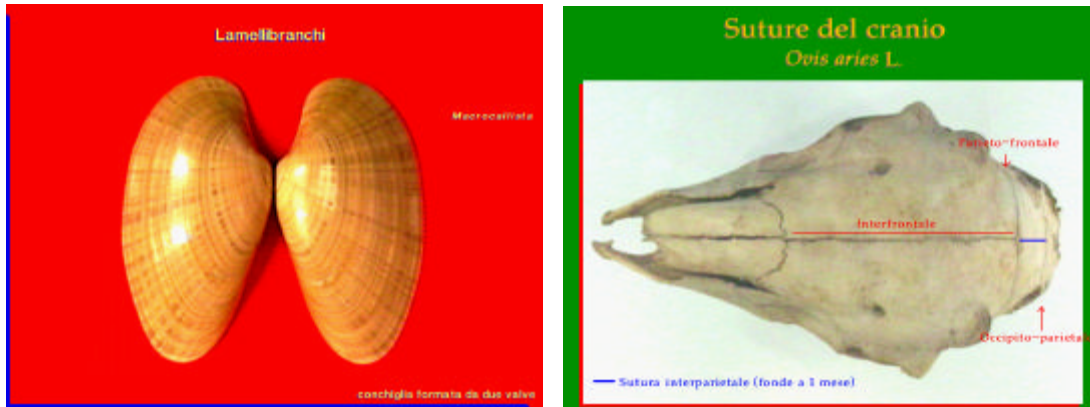 Lamellibranchi
Macrocallista
conchiglia formata da due valve
Suture del cranio
Ovis aries L.
Parieto-frontale
Interfrontale
Occipito-parietale
Sutura interparietale (fonde a 1 mese)